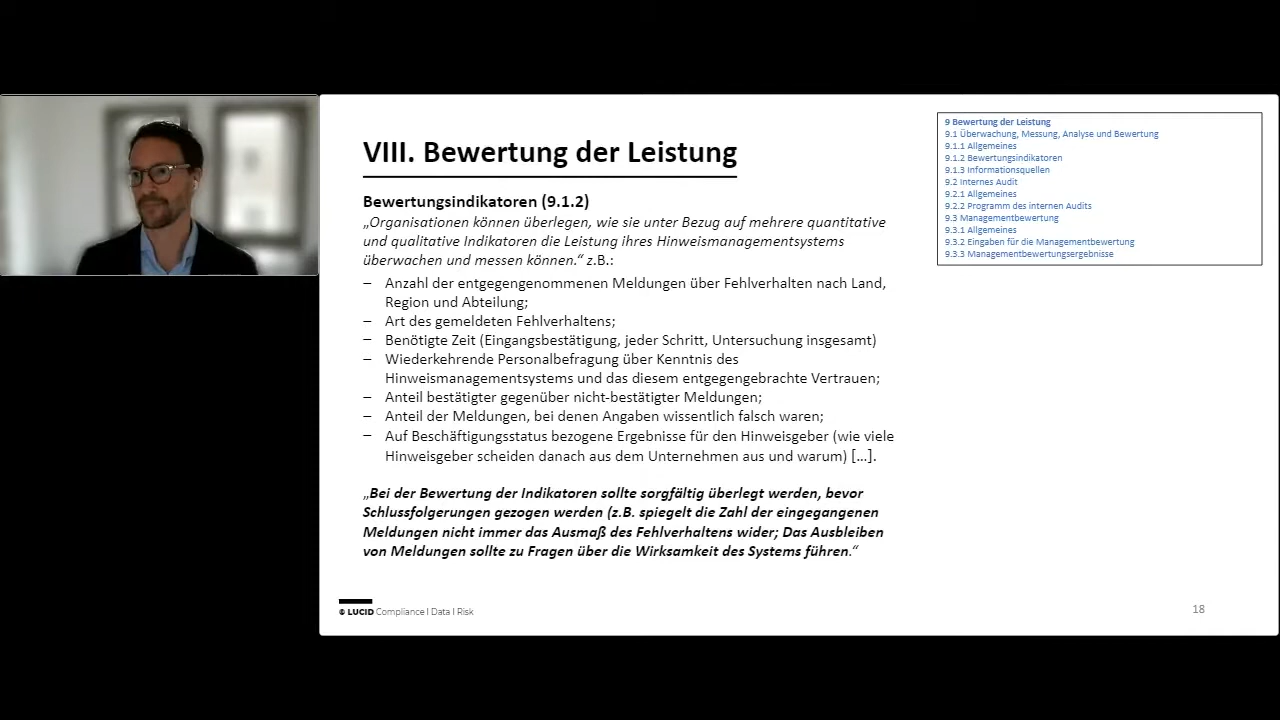 VIII. Bewertung der Leistung
Bewertungsindikatoren (9.1.2)
„Organisationen können überlegen, wie sie unter Bezug auf mehrere quantitative
und qualitative Indikatoren die Leistung ihres Hinweismanagementsystems
überwachen und messen können.“ z.B.:
– Anzahl der entgegengenommenen Meldungen über Fehlverhalten nach Land,
Region und Abteilung;
– Art des gemeldeten Fehlverhaltens;
– Benötigte Zeit (Eingangsbestätigung, jeder Schritt, Untersuchung insgesamt)
– Wiederkehrende Personalbefragung über Kenntnis des
Hinweismanagementsystems und das diesem entgegengebrachte Vertrauen;
– Anteil bestätigter gegenüber nicht-bestätigter Meldungen;
– Anteil der Meldungen, bei denen Angaben wissentlich falsch waren;
– Auf Beschäftigungsstatus bezogene Ergebnisse für den Hinweisgeber (wie viele
Hinweisgeber scheiden danach aus dem Unternehmen aus und warum) […].
„Bei der Bewertung der Indikatoren sollte sorgfältig überlegt werden, bevor
Schlussfolgerungen gezogen werden (z.B. spiegelt die Zahl der eingegangenen
Meldungen nicht immer das Ausmaß des Fehlverhaltens wider; Das Ausbleiben
von Meldungen sollte zu Fragen über die Wirksamkeit des Systems führen.“
9 Bewertung der Leistung
9.1 Überwachung, Messung, Analyse und Bewertung
9.1.1 Allgemeines
9.1.2 Bewertungsindikatoren
9.1.3 Informationsquellen
9.2 Internes Audit
9.2.1 Allgemeines
9.2.2 Programm des internen Audits
9.3 Managementbewertung
9.3.1 Allgemeines
9.3.2 Eingaben für die Managementbewertung
9.3.3 Managementbewertungsergebnisse
© LUCID Compliance I Data I Risk
18